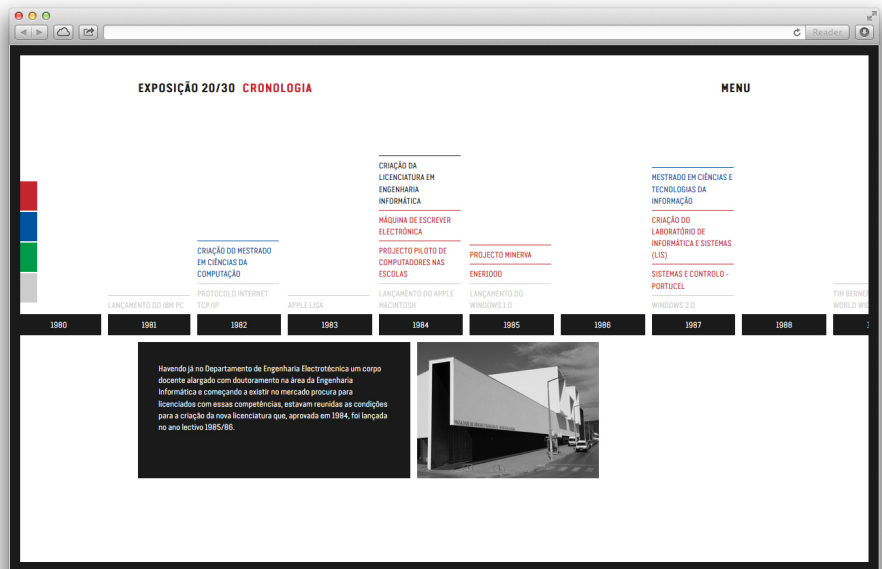 Reader
EXPOSIÇÃO 20/30 CRONOLOGIA
MENU
LANÇAMENTO DO IBM PC
CRIAÇÃO DO MESTRADO
EM CIÊNCIAS DA
COMPUTAÇÃO
PROTOCOLO INTERNET
TCP/IP
APPLE LISA
CRIAÇÃO DA
LICENCIATURA EM
ENGENHARIA
INFORMÁTICA
MÁQUINA DE ESCREVER
ELECTRÓNICA
PROJECTO PILOTO DE
COMPUTADORES NAS
ESCOLAS
LANÇAMENTO DO APPLE
MACINTOSH
PROJECTO MINERVA
ENER1000
LANÇAMENTO DO
WINDOWS 1.0
MESTRADO EM CIÊNCIAS E
TECNOLOGIAS DA
INFORMAÇÃO
CRIAÇÃO DO
LABORATÓRIO DE
INFORMÁTICA E SISTEMAS
(LIS)
SISTEMAS E CONTROLO -
PORTUCEL
WINDOWS 2.0
TIM BERNE
WORLD WID
1980 1981 1982 1983 1984 1985 1986 1987 1988 1
Havendo já no Departamento de Engenharia Electrotécnica um corpo
docente alargado com doutoramento na área da Engenharia
Informática e começando a existir no mercado procura para
licenciados com essas competências, estavam reunidas as condições
para a criação da nova licenciatura que, aprovada em 1984, foi lançada
no ano lectivo 1985/86.